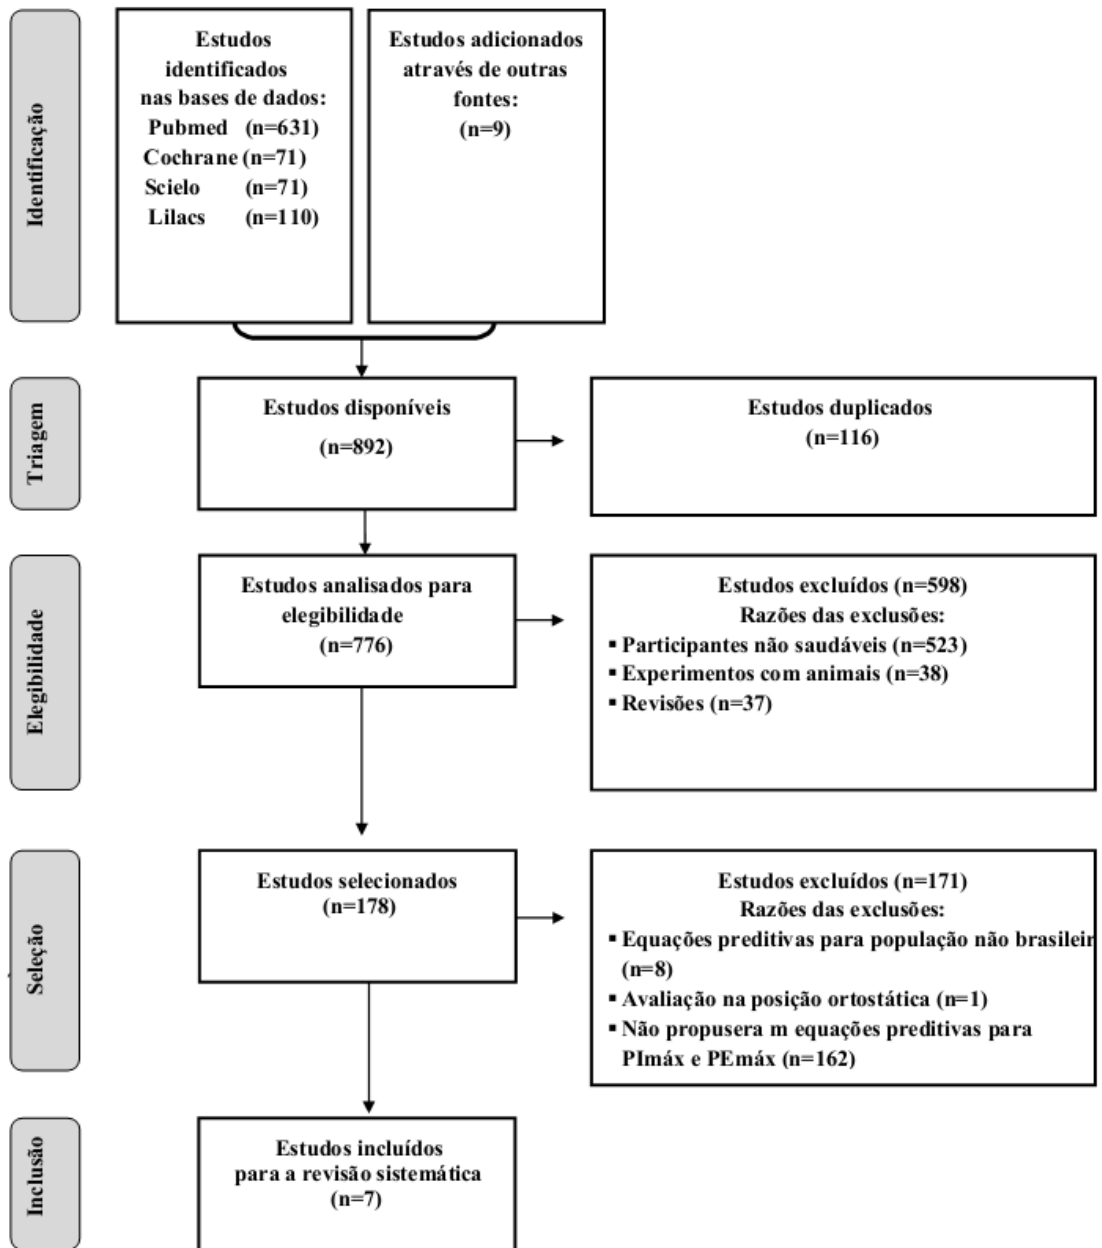 Identificação
Estudos
identificados
nas bases de dados:
Pubmed (n=631)
Cochrane (n=71)
Scielo (n=71)
Lilacs (n=110)
Estudos adicionados
através de outras
fontes:
(n=9)
Triagem
Estudos disponíveis
(n=892)
Estudos duplicados
(n=116)
Elegibilidade
Estudos analisados para
elegibilidade
(n=776)
Estudos excluídos (n=598)
Razões das exclusões:
▪ Participantes não saudáveis (n=523)
▪ Experimentos com animais (n=38)
▪ Revisões (n=37)
Seleção
Estudos selecionados
(n=178)
Estudos excluídos (n=171)
Razões das exclusões:
▪ Equações preditivas para população não brasileir
(n=8)
▪ Avaliação na posição ortostática (n=1)
▪ Não propusera m equações preditivas para
PImáx e PEmáx (n=162)
Inclusão
Estudos incluídos
para a revisão sistemática
(n=7)